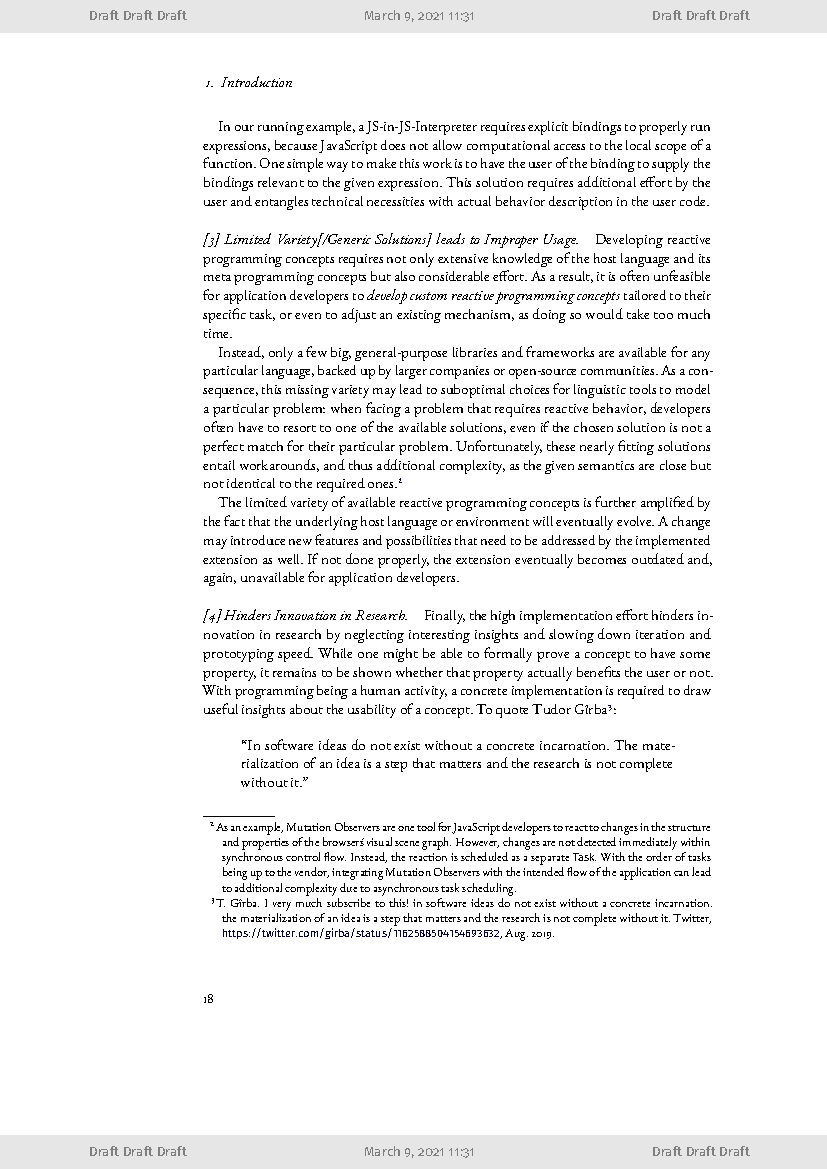 Draft Draft Draft March 9, 2021 11:31 Draft Draft Draft
1. Introduction
In our running example, a JS-in-JS-Interpreter requires explicit bindings to properly run
expressions, because JavaScript does not allow computational access to the local scope of a
function. One simple way to make this work is to have the user of the binding to supply the
bindings relevant to the given expression. This solution requires additional effort by the
user and entangles technical necessities with actual behavior description in the user code.
[3] Limited Variety[/Generic Solutions] leads to Improper Usage. Developing reactive
programming concepts requires not only extensive knowledge of the host language and its
meta programming concepts but also considerable effort. As a result, it is often unfeasible
for application developers to develop custom reactive programming concepts tailored to their
specific task, or even to adjust an existing mechanism, as doing so would take too much
time.
Instead, only a few big, general-purpose libraries and frameworks are available for any
particular language, backed up by larger companies or open-source communities. As a con-
sequence, this missing variety may lead to suboptimal choices for linguistic tools to model
a particular problem: when facing a problem that requires reactive behavior, developers
often have to resort to one of the available solutions, even if the chosen solution is not a
perfect match for their particular problem. Unfortunately, these nearly fitting solutions
entail workarounds, and thus additional complexity, as the given semantics are close but
not identical to the required ones.²
The limited variety of available reactive programming concepts is further amplified by
the fact that the underlying host language or environment will eventually evolve. A change
may introduce new features and possibilities that need to be addressed by the implemented
extension as well. If not done properly, the extension eventually becomes outdated and,
again, unavailable for application developers.
[4] Hinders Innovation in Research. Finally, the high implementation effort hinders in-
novation in research by neglecting interesting insights and slowing down iteration and
prototyping speed. While one might be able to formally prove a concept to have some
property, it remains to be shown whether that property actually benefits the user or not.
With programming being a human activity, a concrete implementation is required to draw
useful insights about the usability of a concept. To quote Tudor Gîrba³:
“In software ideas do not exist without a concrete incarnation. The mate-
rialization of an idea is a step that matters and the research is not complete
without it.”
² As an example, Mutation Observers are one tool for JavaScript developers to react to changes in the structure
and properties of the browsers' visual scene graph. However, changes are not detected immediately within
synchronous control flow. Instead, the reaction is scheduled as a separate Task. With the order of tasks
being up to the vendor, integrating Mutation Observers with the intended flow of the application can lead
to additional complexity due to asynchronous task scheduling.
³ T. Gîrba. I very much subscribe to this! in software ideas do not exist without a concrete incarnation.
the materialization of an idea is a step that matters and the research is not complete without it. Twitter,
https://twitter.com/girba/status/1162588504154693632, Aug. 2019.
18
Draft Draft Draft March 9, 2021 11:31 Draft Draft Draft